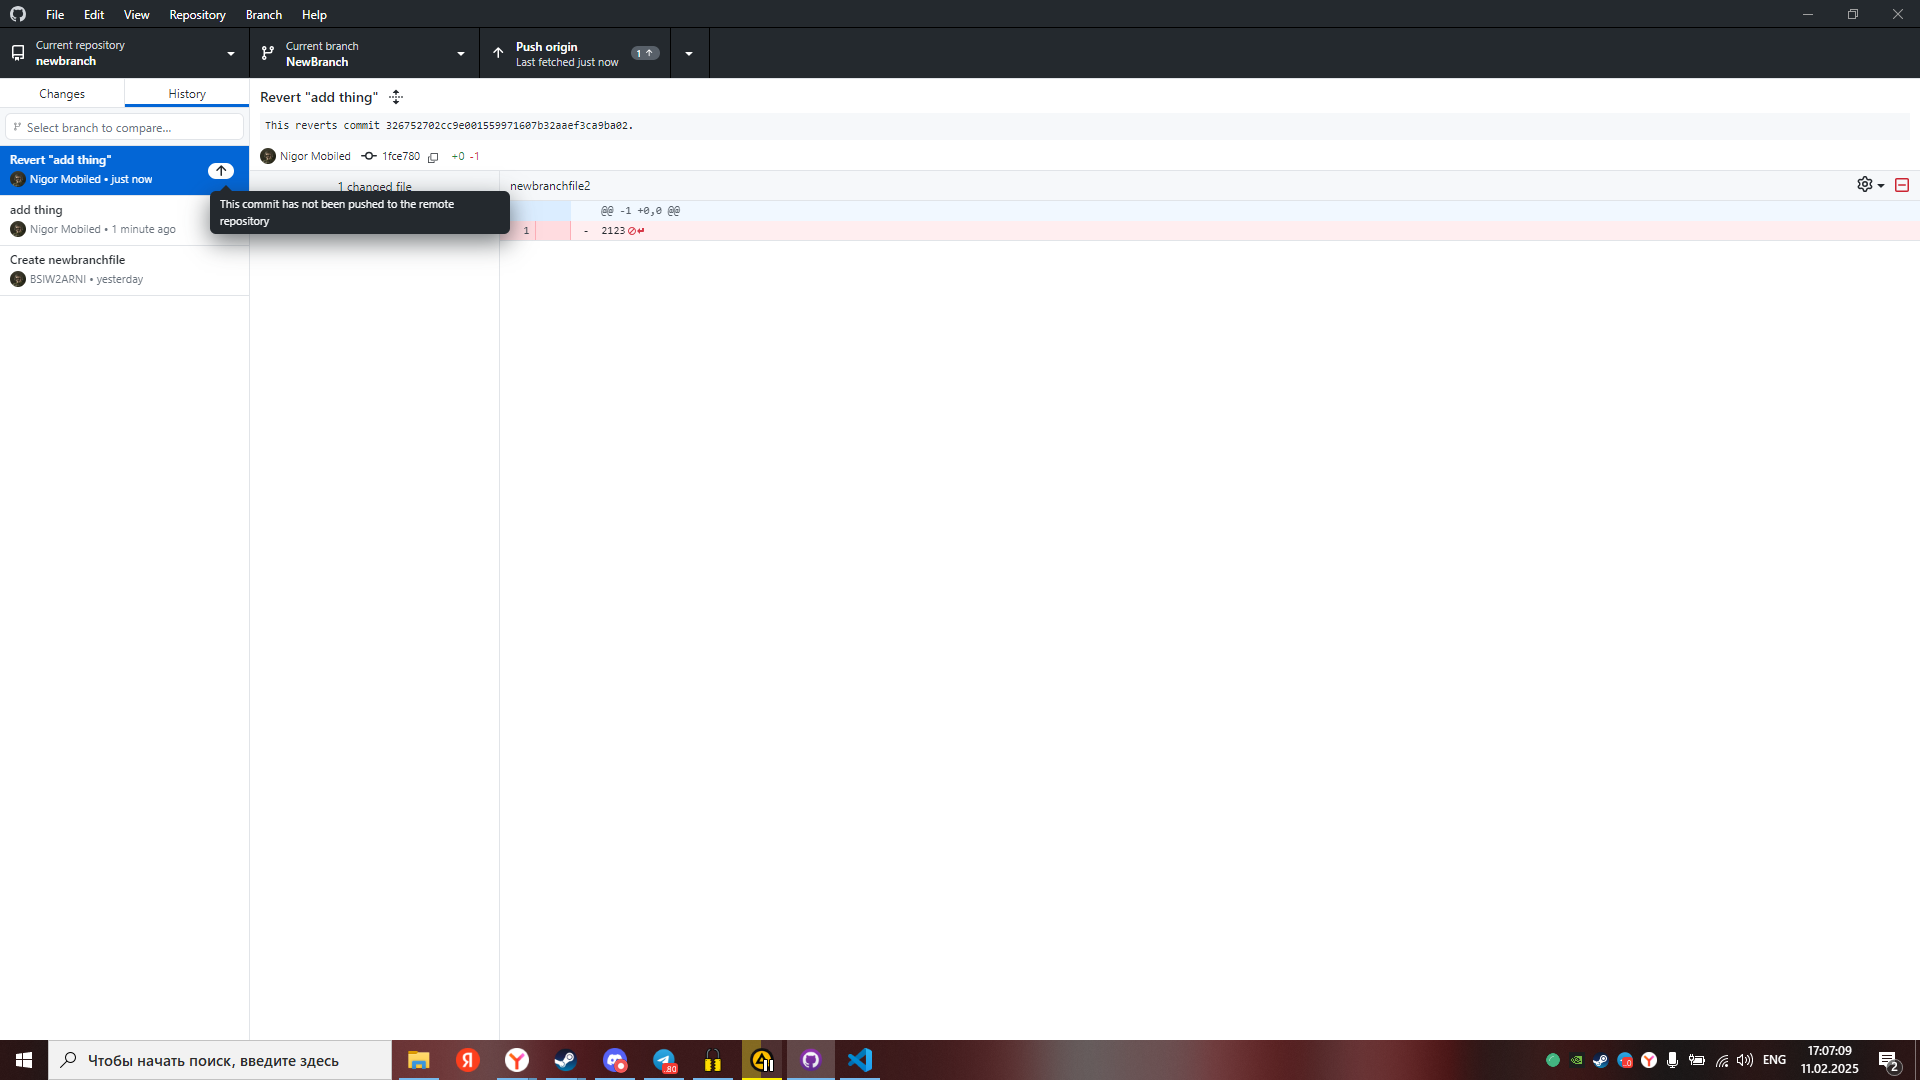 File Edit View Repository Branch Help
Current repository
newbranch
Current branch
NewBranch
Push origin
Last fetched just now
1
Changes
History
Select branch to compare...
Revert "add thing"
Nigor Mobiled • just now
add thing
Nigor Mobiled • 1 minute ago
Create newbranchfile
BSIW2ARNI • yesterday
Revert "add thing"
This reverts commit 326752702cc9e001559971607b32aaef3ca9ba02.
Nigor Mobiled 1fce780 +0 -1
1 changed file
This commit has not been pushed to the remote
repository
newbranchfile2
@@ -1 +0,0 @@
1 - 2123
Чтобы начать поиск, введите здесь
Я
Y
.80
ENG
17:07:09
11.02.2025
2